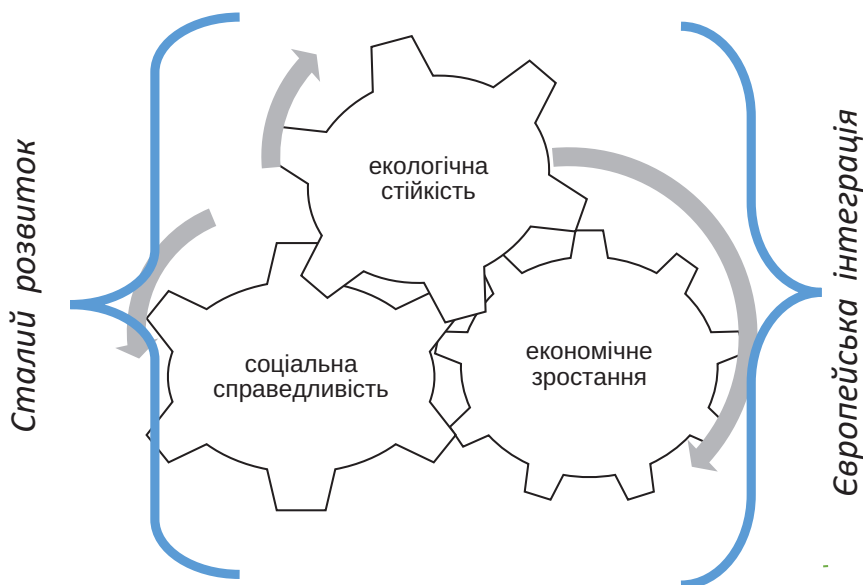 Сталий розвиток
екологічна
стійкість
соціальна
справедливість
економічне
зростання
Європейська інтеграція